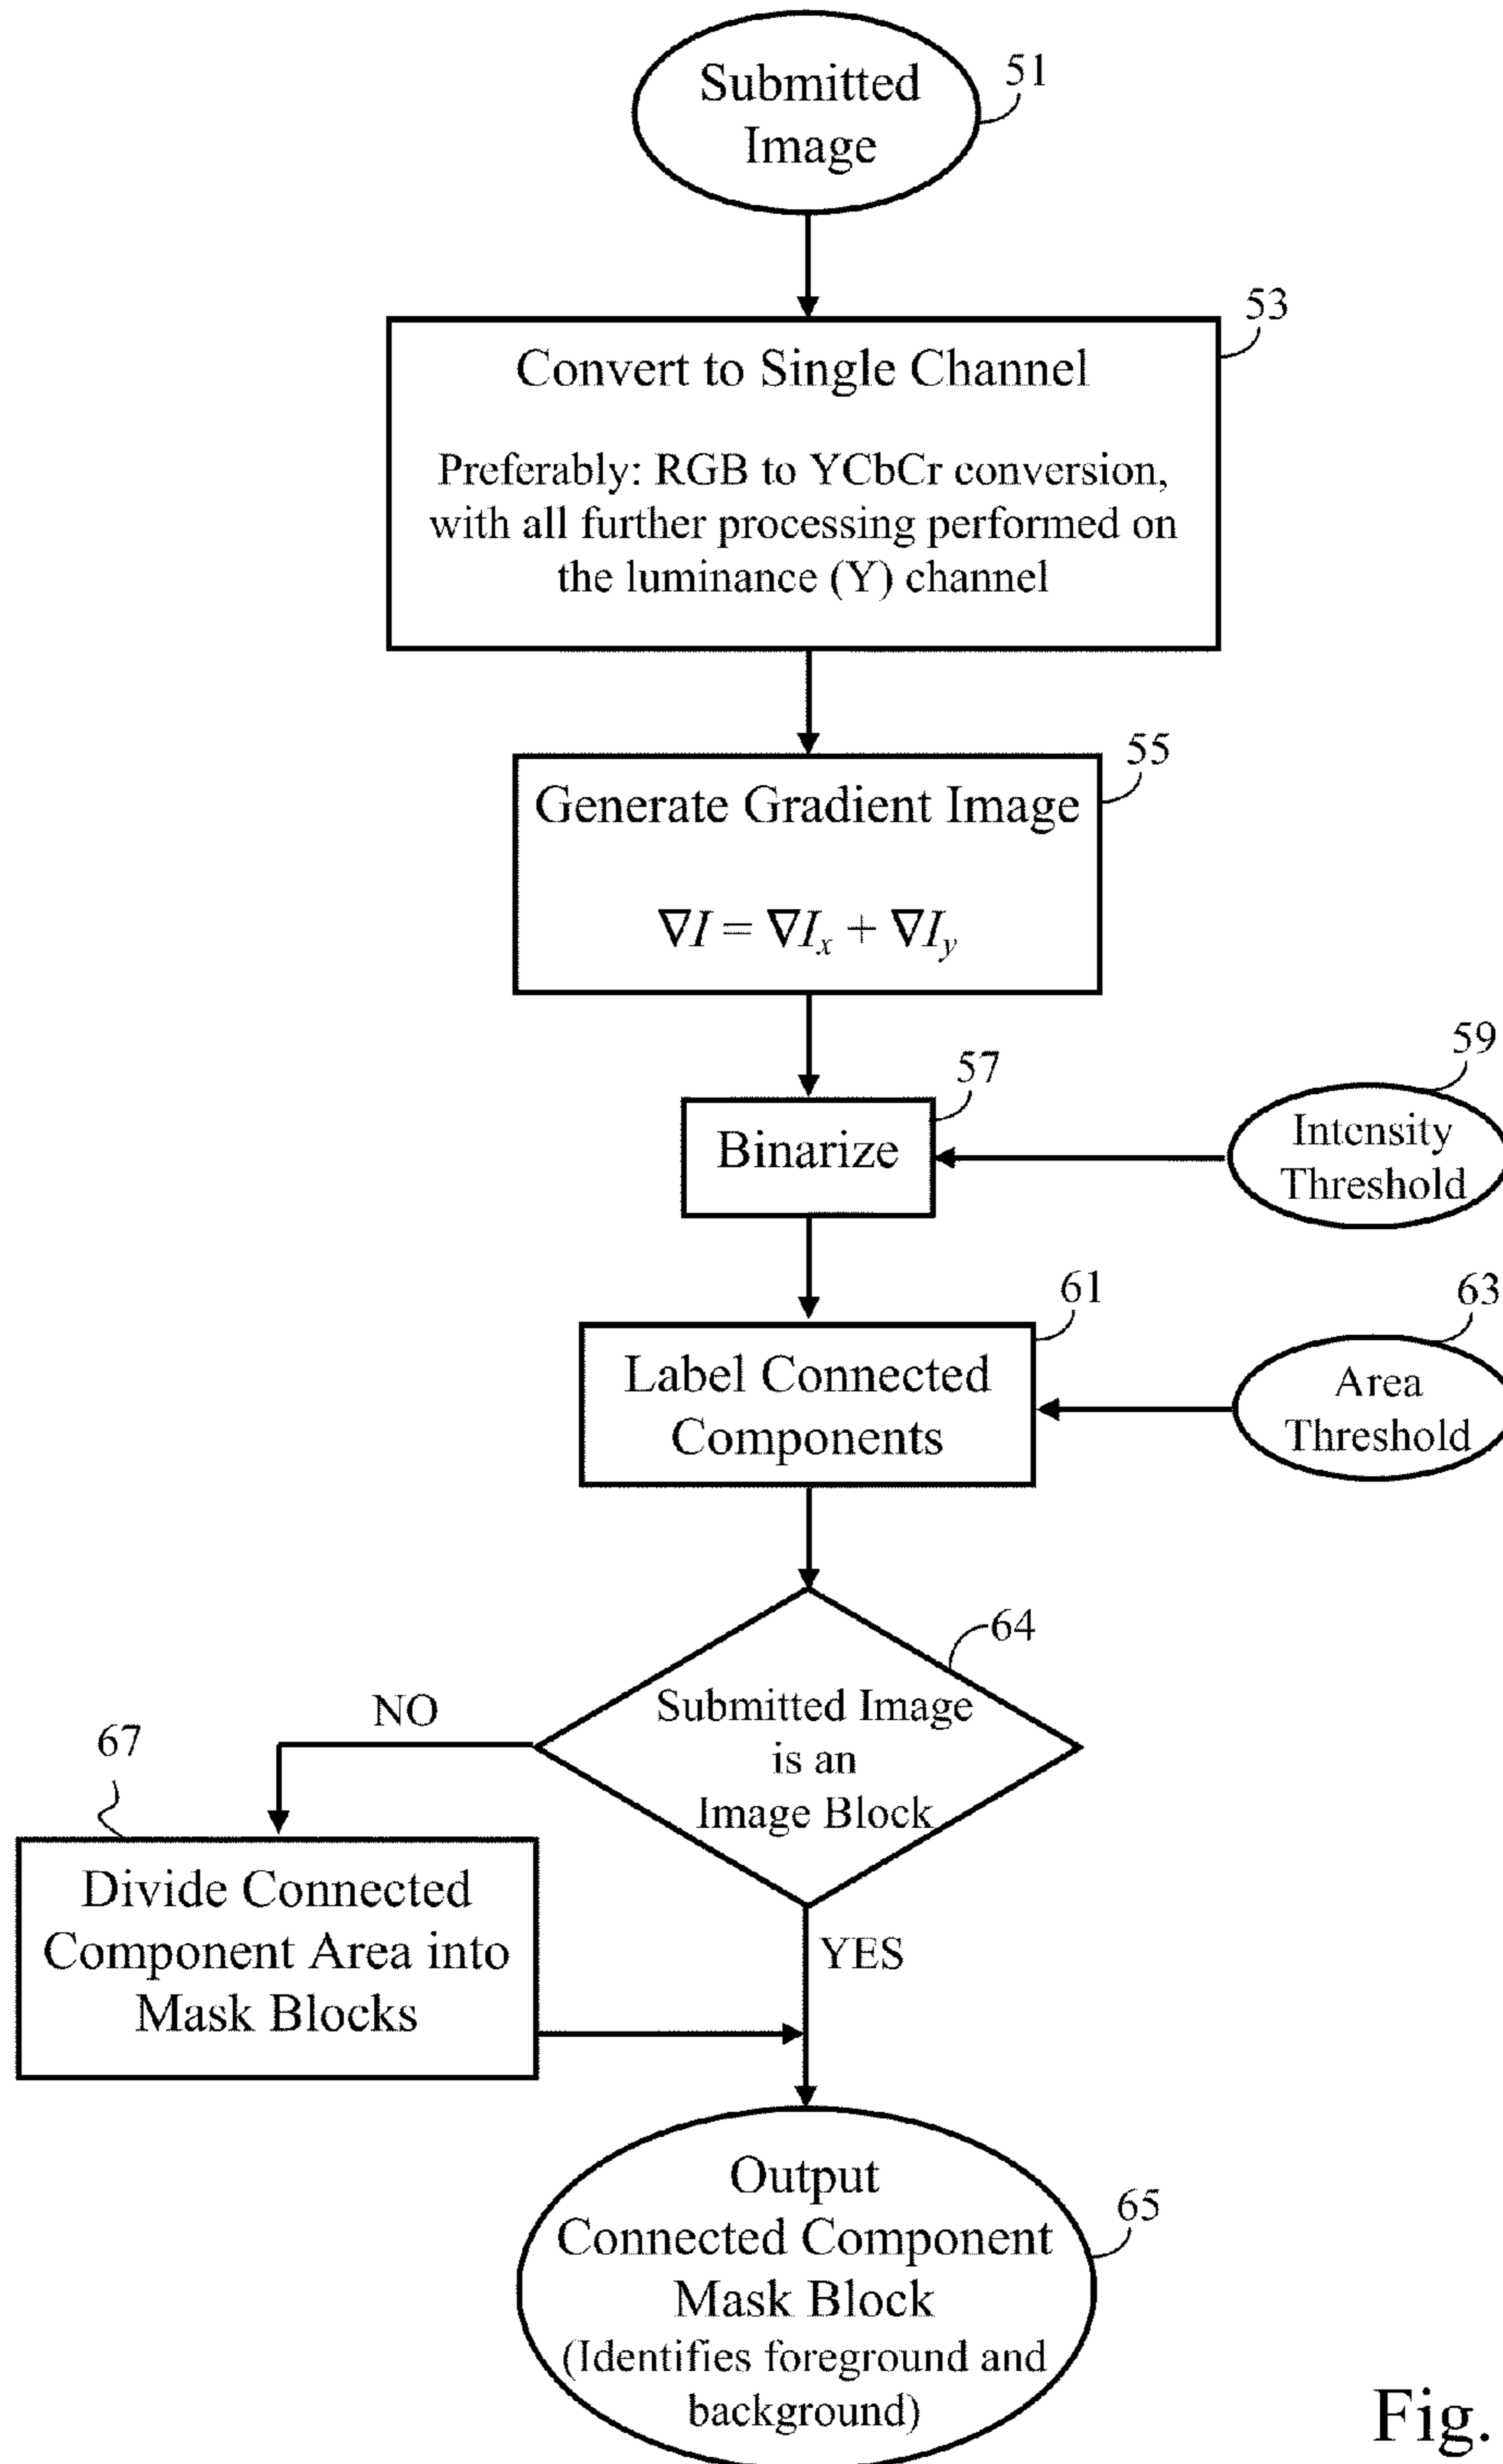 Submitted
Image
51
53
Convert to Single Channel
Preferably: RGB to YCbCr conversion,
with all further processing performed on
the luminance (Y) channel
55
Generate Gradient Image
∇I = ∇Ix + ∇Iy
57
Binarize
59
Intensity
Threshold
61
Label Connected
Components
63
Area
Threshold
64
Submitted Image
is an
Image Block
NO
67
Divide Connected
Component Area into
Mask Blocks
YES
65
Output
Connected Component
Mask Block
(Identifies foreground and
background)
Fig.